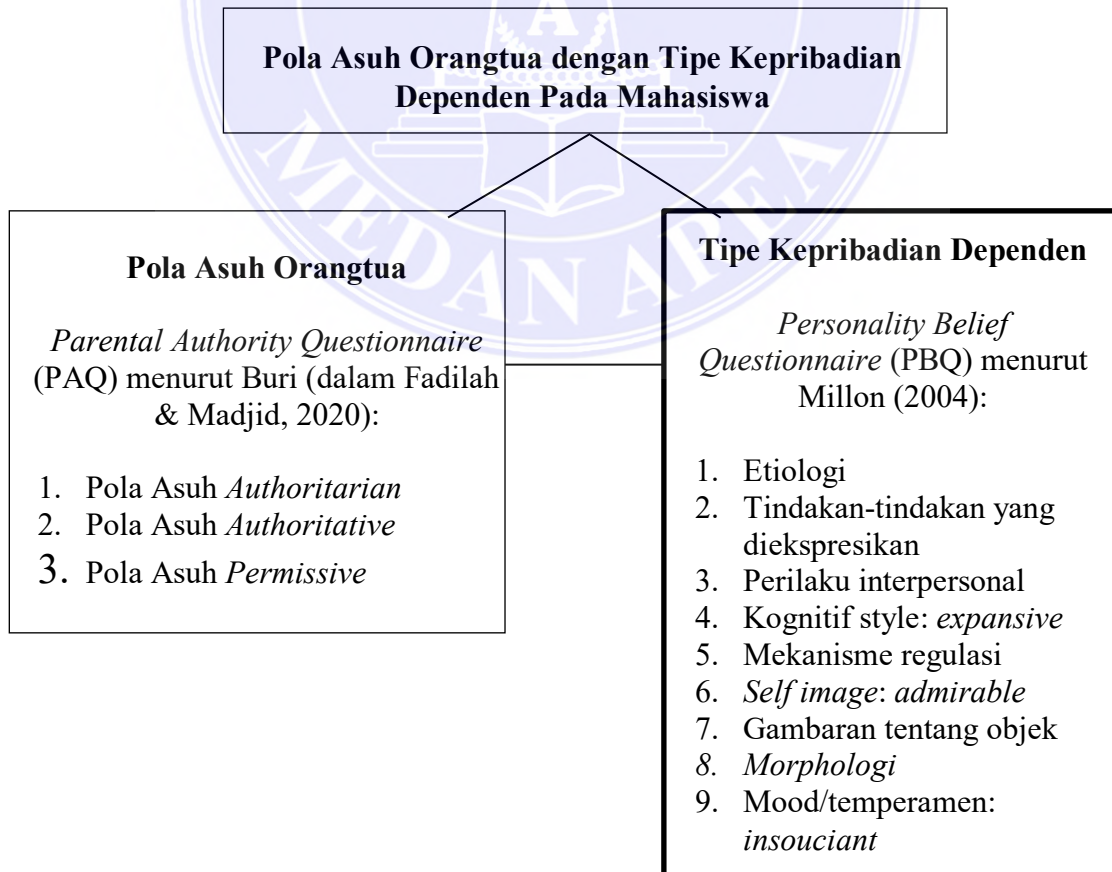 Pola Asuh Orangtua dengan Tipe Kepribadian
Dependen Pada Mahasiswa
MEDAN AREA
Pola Asuh Orangtua
Parental Authority Questionnaire
(PAQ) menurut Buri (dalam Fadilah
& Madjid, 2020):
1. Pola Asuh Authoritarian
2. Pola Asuh Authoritative
3. Pola Asuh Permissive
Tipe Kepribadian Dependen
Personality Belief
Questionnaire (PBQ) menurut
Millon (2004):
1. Etiologi
2. Tindakan-tindakan yang
diekspresikan
3. Perilaku interpersonal
4. Kognitif style: expansive
5. Mekanisme regulasi
6. Self image: admirable
7. Gambaran tentang objek
8. Morphologi
9. Mood/temperamen:
insouciant